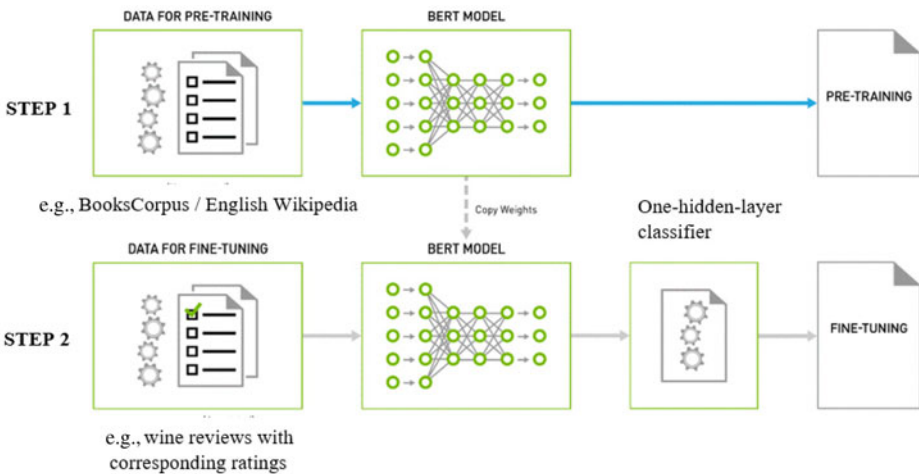 DATA FOR PRE-TRAINING
BERT MODEL
STEP 1
PRE-TRAINING
e.g., BooksCorpus / English Wikipedia
Copy Weights
One-hidden-layer
classifier
DATA FOR FINE-TUNING
BERT MODEL
STEP 2
FINE-TUNING
e.g., wine reviews with
corresponding ratings